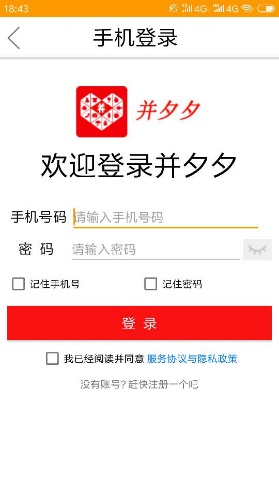 18:43 4G 4G
手机登录
并夕夕
欢迎登录并夕夕
手机号码 请输入手机号码
密 码 请输入密码
记住手机号 记住密码
登 录
我已经阅读并同意 服务协议与隐私政策
没有账号?赶快注册一个吧